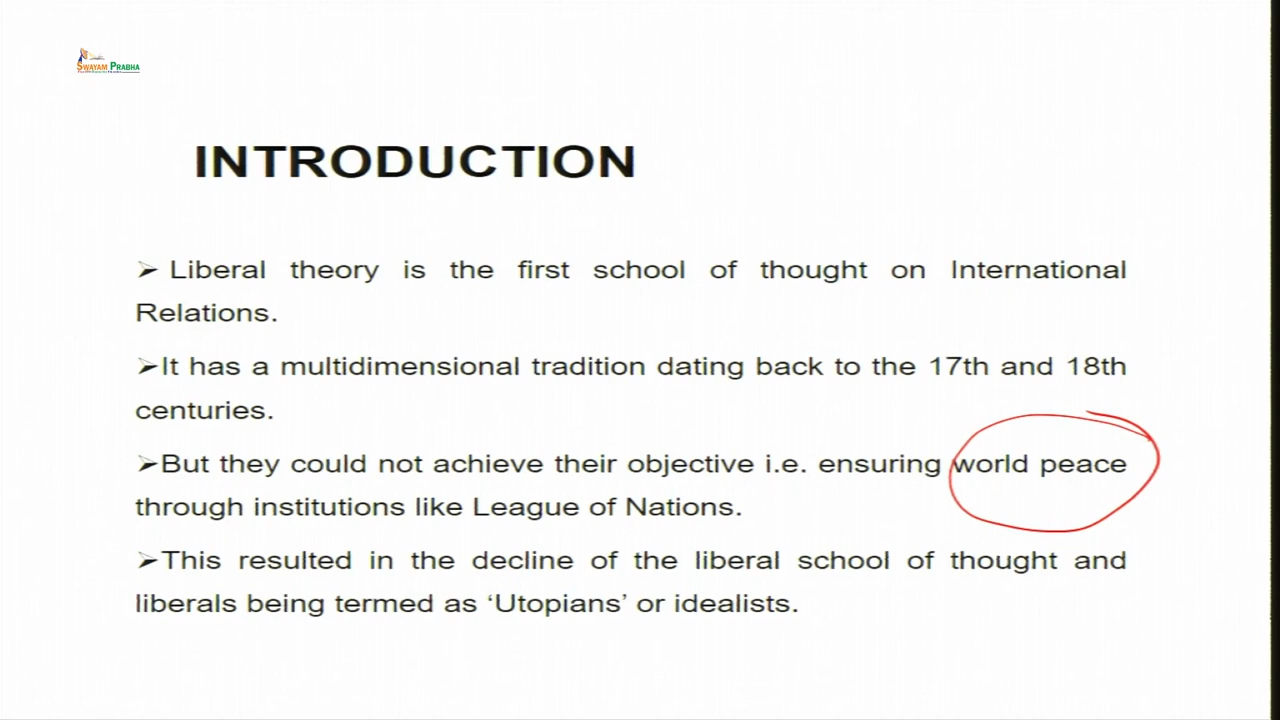 SWAYAM PRABHA
INTRODUCTION
➢ Liberal theory is the first school of thought on International
Relations.
➢It has a multidimensional tradition dating back to the 17th and 18th
centuries.
➢But they could not achieve their objective i.e. ensuring world peace
through institutions like League of Nations.
➢This resulted in the decline of the liberal school of thought and
liberals being termed as ‘Utopians’ or idealists.